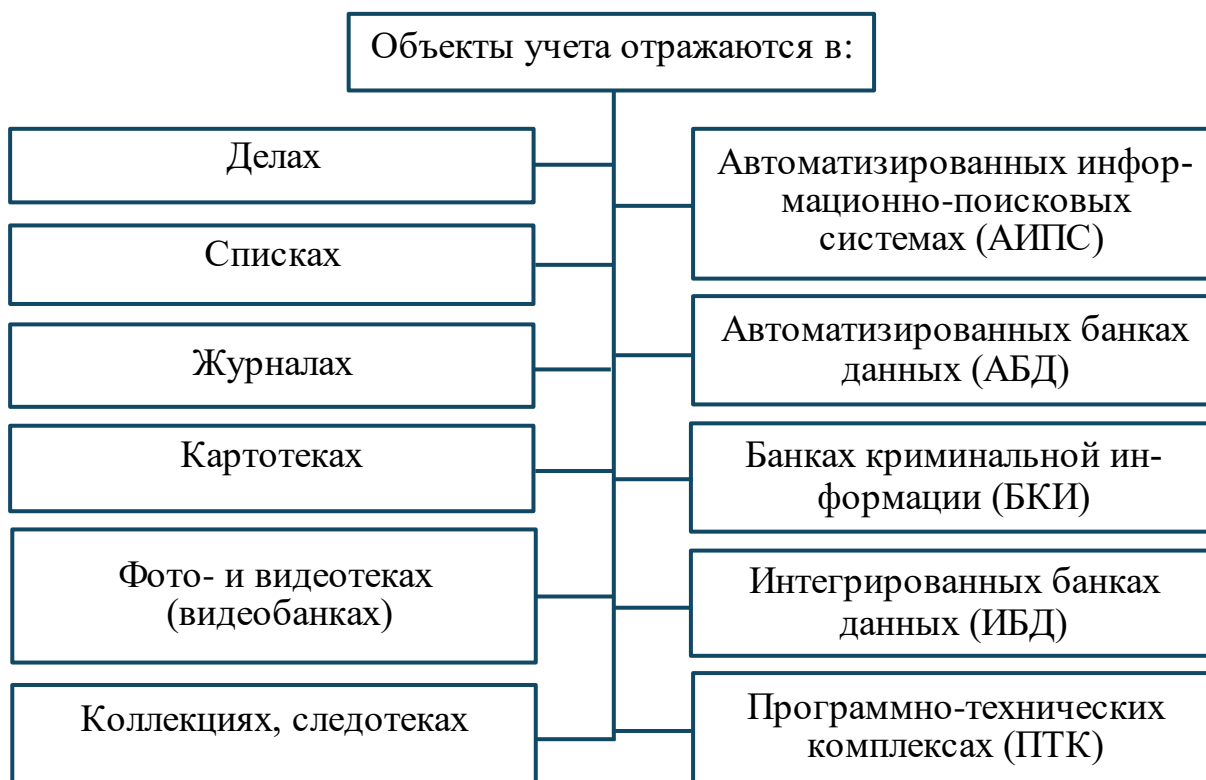 Объекты учета отражаются в:
Делах
Списках
Журналах
Картотеках
Фото- и видеотеках
(видеобанках)
Коллекциях, следотеках
Автоматизированных инфор-
мационно-поисковых
системах (АИПС)
Автоматизированных банках
данных (АБД)
Банках криминальной ин-
формации (БКИ)
Интегрированных банках
данных (ИБД)
Программно-технических
комплексах (ПТК)